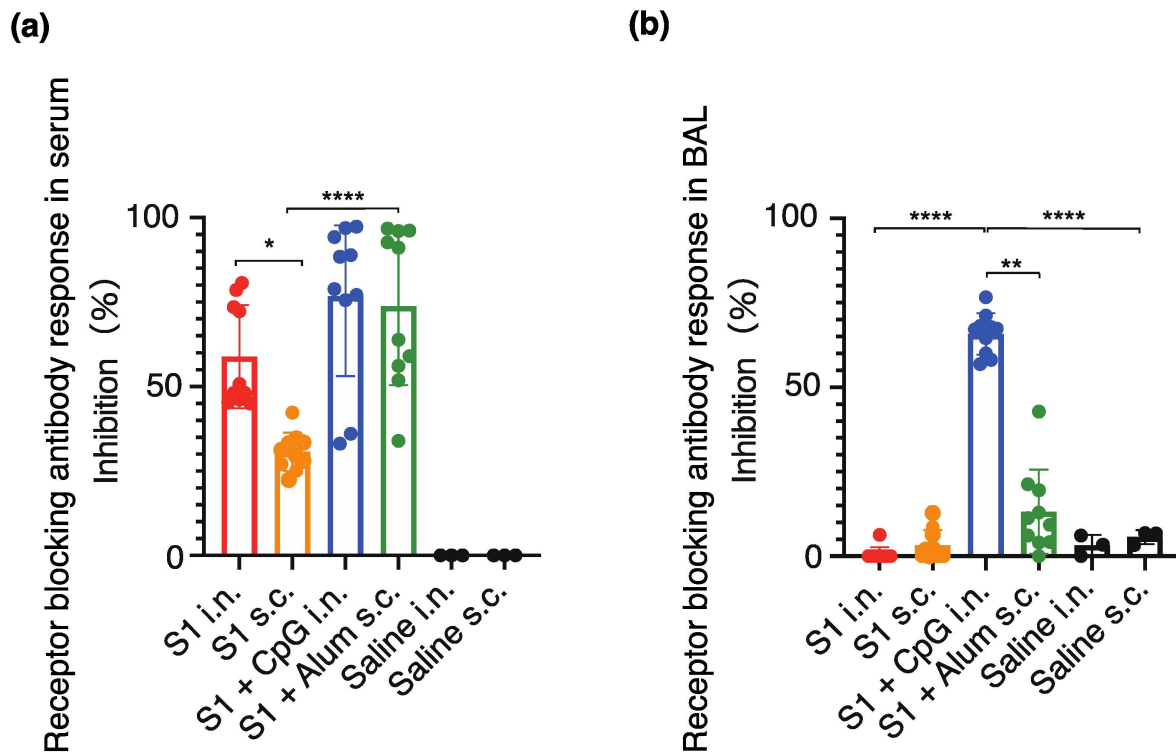 (a)
Receptor blocking antibody response in serum
Inhibition (%)
100
50
0
****
*
S1 i.n.
S1 s.c.
S1 + CpG i.n.
S1 + Alum s.c.
Saline i.n.
Saline s.c.
(b)
Receptor blocking antibody response in BAL
Inhibition (%)
100
50
0
****
****
**
S1 i.n.
S1 s.c.
S1 + CpG i.n.
S1 + Alum s.c.
Saline i.n.
Saline s.c.